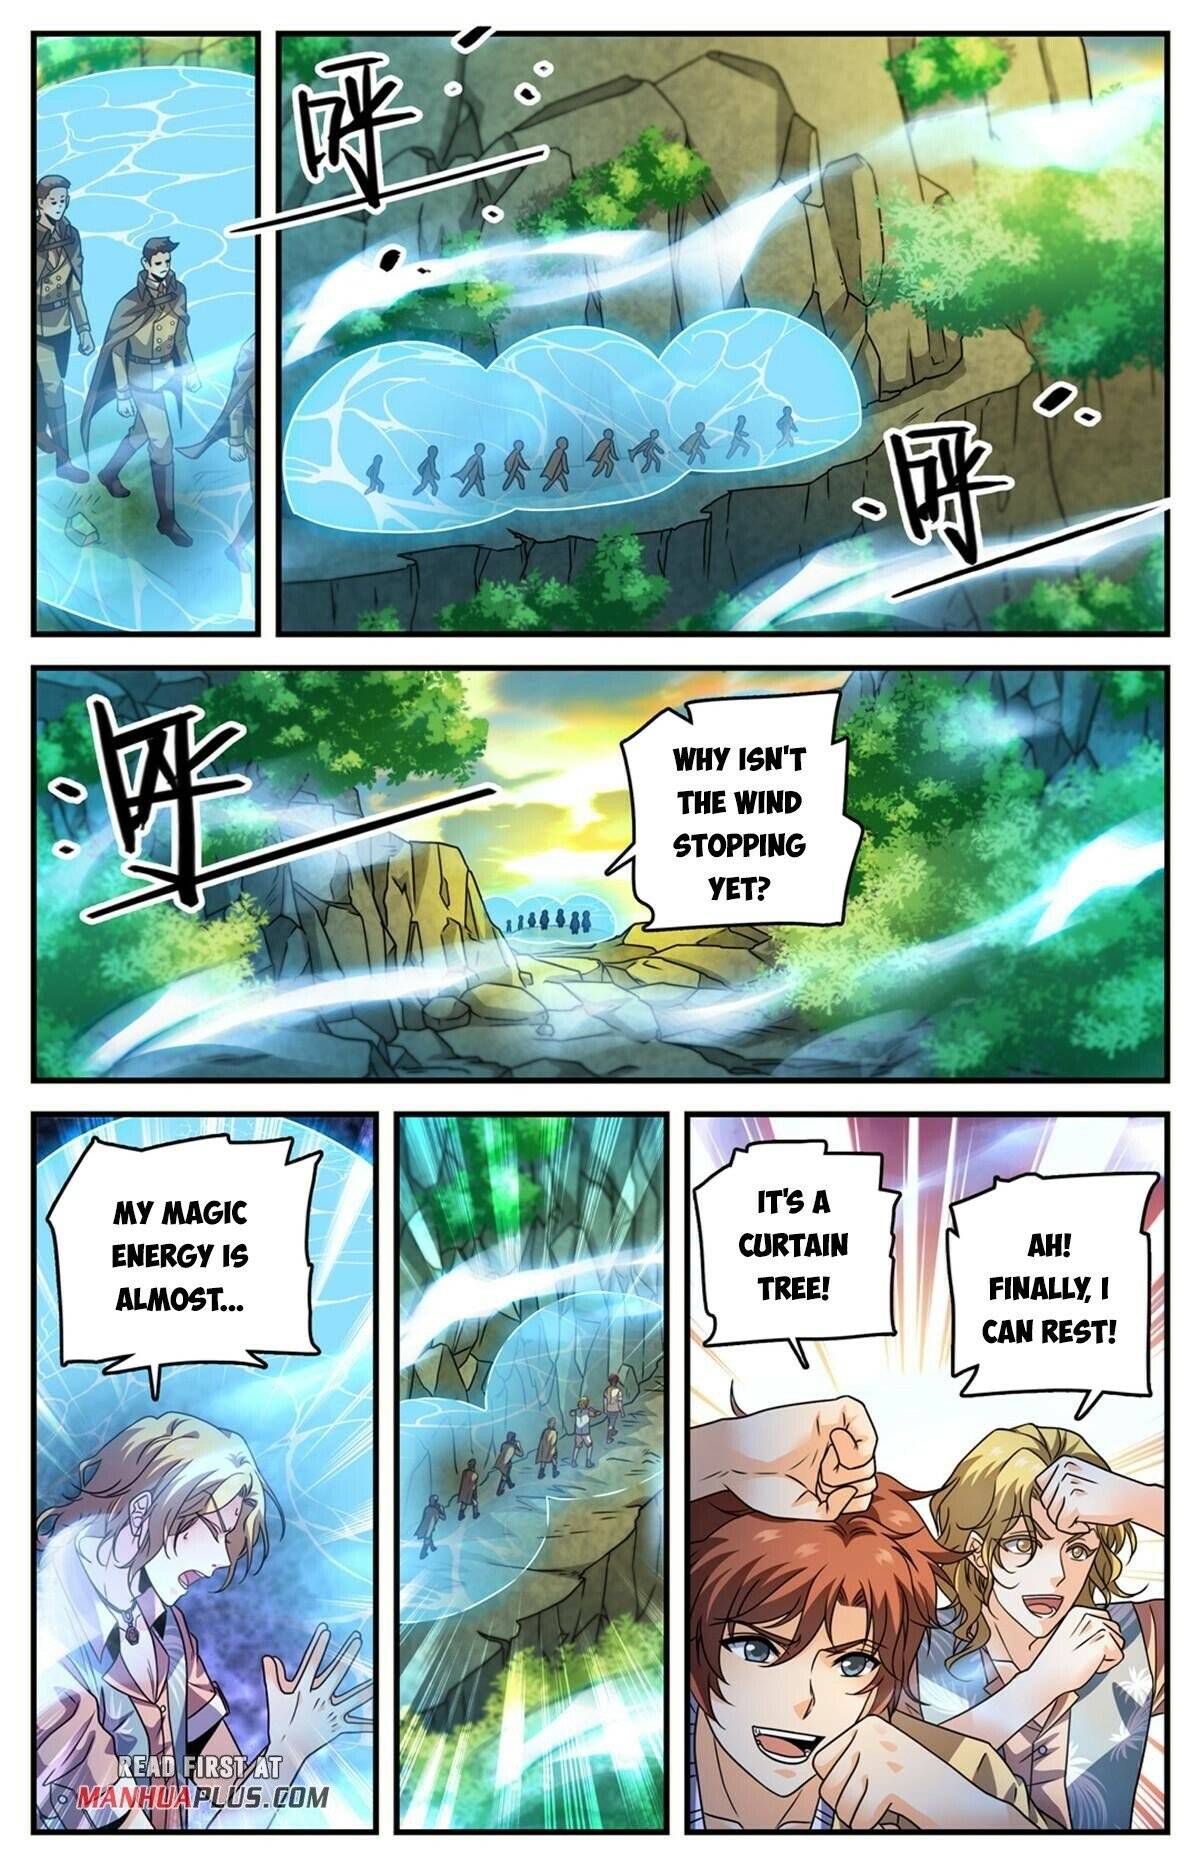 呼
呼
呼
WHY ISN'T
THE WIND
STOPPING
YET?
MY MAGIC
ENERGY IS
ALMOST...
IT'S A
CURTAIN
TREE!
AH!
FINALLY, I
CAN REST!
READ FIRST AT
MANHUAPLUS.COM